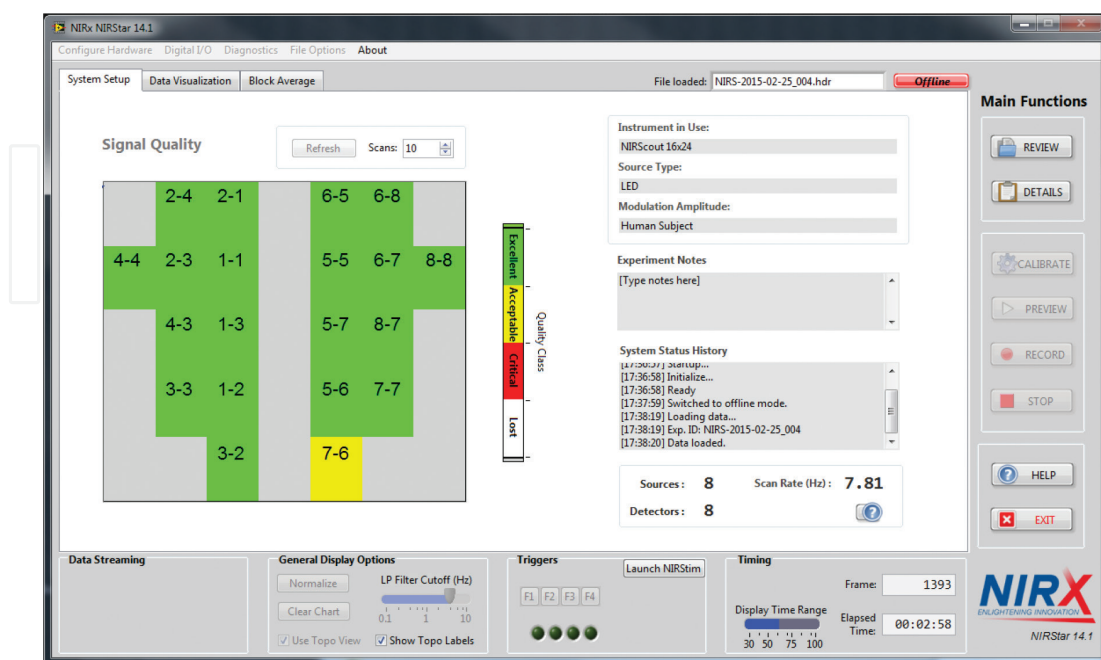 NIRx NIRStar 14.1
Configure Hardware Digital I/O Diagnostics File Options About
System Setup Data Visualization Block Average
File loaded: NIRS-2015-02-25_004.hdr Offline
Signal Quality
Refresh Scans: 10
2-4 2-1 6-5 6-8
4-4 2-3 1-1 5-5 6-7 8-8
4-3 1-3 5-7 8-7
3-3 1-2 5-6 7-7
3-2 7-6
Excellent
Acceptable
Critical
Lost
Quality Class
Instrument in Use:
NIRScout 16x24
Source Type:
LED
Modulation Amplitude:
Human Subject
Experiment Notes
[Type notes here]
System Status History
Startup...
[17:36:58] Initialize...
[17:36:58] Ready
[17:37:59] Switched to offline mode.
[17:38:19] Loading data...
[17:38:19] Exp. ID: NIRS-2015-02-25_004
[17:38:20] Data loaded.
Sources: 8 Scan Rate (Hz): 7.81
Detectors: 8
Main Functions
REVIEW
DETAILS
CALIBRATE
PREVIEW
RECORD
STOP
HELP
EXIT
Data Streaming
General Display Options
Normalize LP Filter Cutoff (Hz)
Clear Chart 0.1 1 10
Use Topo View Show Topo Labels
Triggers
Launch NIRStim
F1 F2 F3 F4
Timing
Frame: 1393
Display Time Range
30 50 75 100
Elapsed Time: 00:02:58
NIRX
ENLIGHTENING INNOVATION
NIRStar 14.1